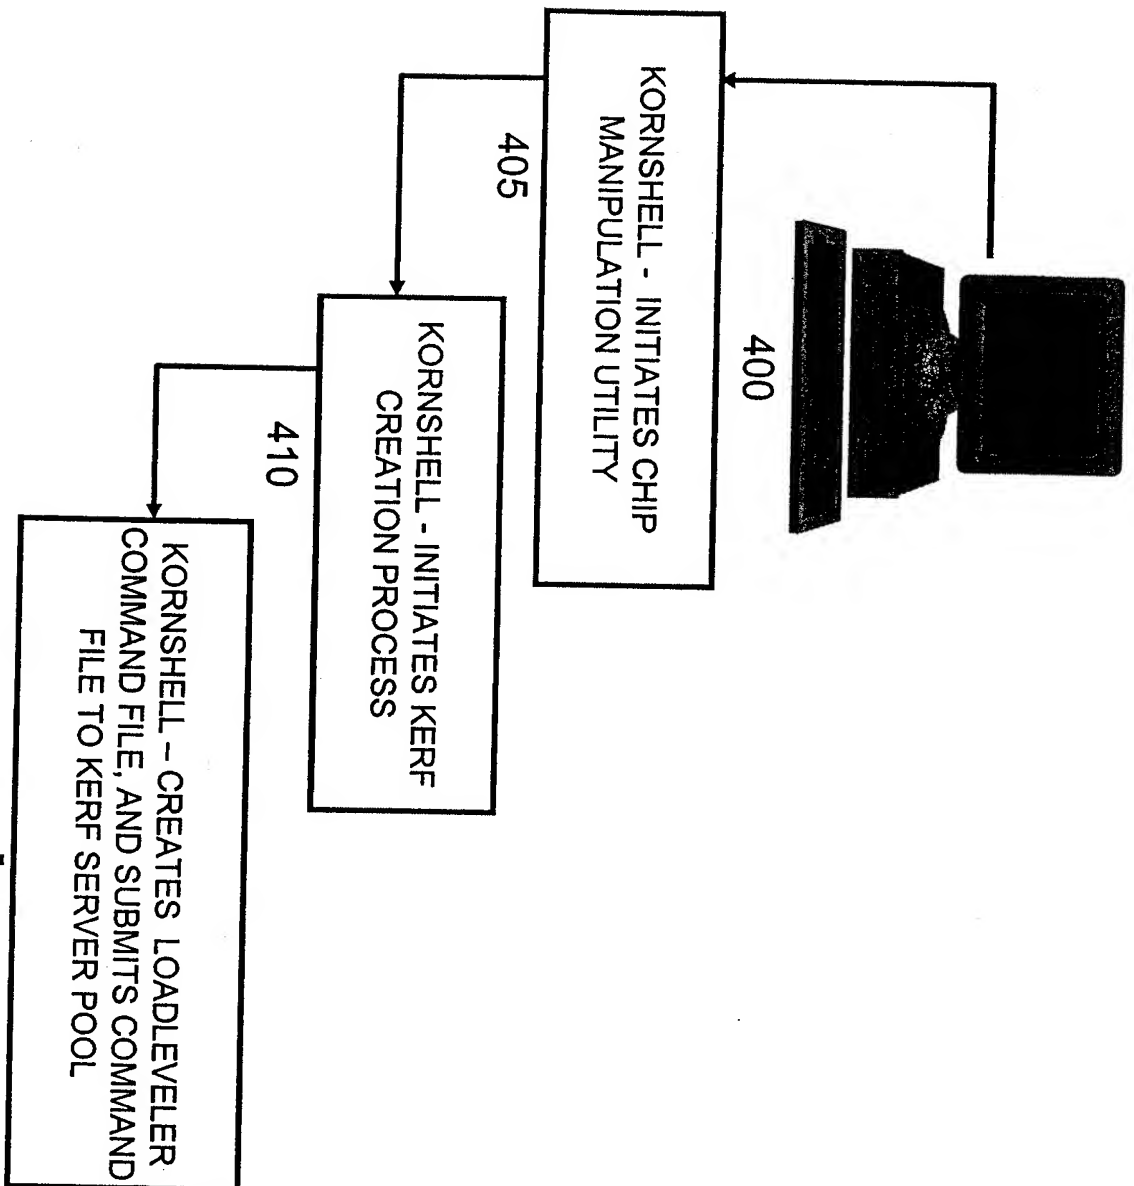 400
KORNSHELL - INITIATES CHIP
MANIPULATION UTILITY
405
KORNSHELL - INITIATES KERF
CREATION PROCESS
410
KORNSHELL – CREATES LOADLEVELER
COMMAND FILE, AND SUBMITS COMMAND
FILE TO KERF SERVER POOL